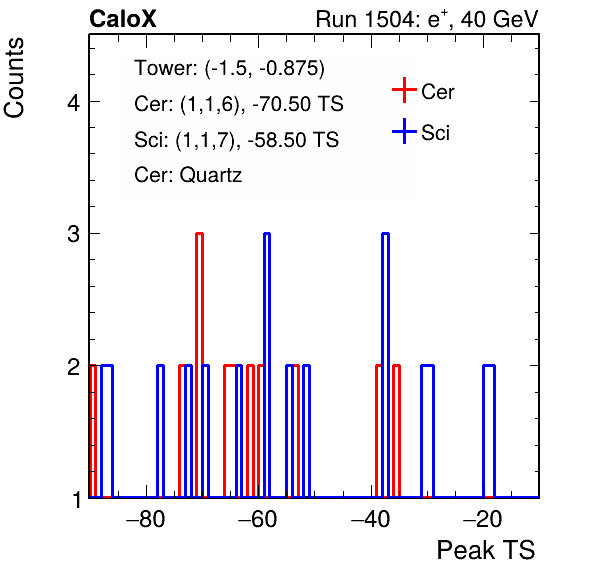 CaloX Run 1504: e⁺, 40 GeV
Counts
Tower: (-1.5, -0.875)
Cer: (1,1,6), -70.50 TS
Sci: (1,1,7), -58.50 TS
Cer: Quartz
Cer
Sci
4
3
2
1
−80 −60 −40 −20
Peak TS